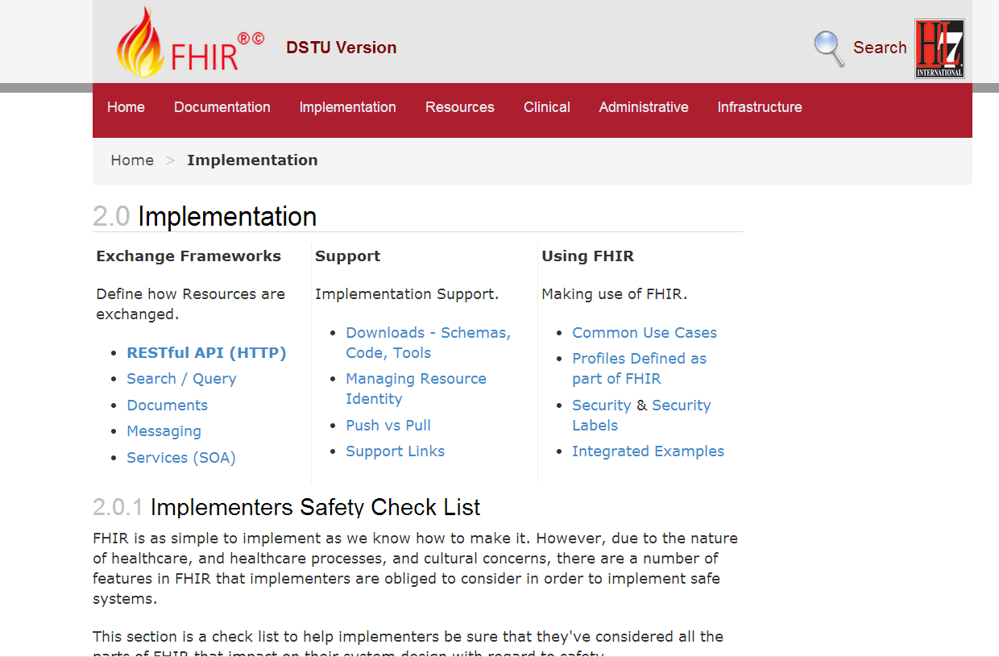 FHIR®©
DSTU Version
Search
HL7
INTERNATIONAL
Home Documentation Implementation Resources Clinical Administrative Infrastructure
Home > Implementation
2.0 Implementation
Exchange Frameworks
Define how Resources are
exchanged.
RESTful API (HTTP)
Search / Query
Documents
Messaging
Services (SOA)
Support
Implementation Support.
Downloads - Schemas,
Code, Tools
Managing Resource
Identity
Push vs Pull
Support Links
Using FHIR
Making use of FHIR.
Common Use Cases
Profiles Defined as
part of FHIR
Security & Security
Labels
Integrated Examples
2.0.1 Implementers Safety Check List
FHIR is as simple to implement as we know how to make it. However, due to the nature
of healthcare, and healthcare processes, and cultural concerns, there are a number of
features in FHIR that implementers are obliged to consider in order to implement safe
systems.
This section is a check list to help implementers be sure that they've considered all the
parts of FHIR that impact on their system design with regard to safety.